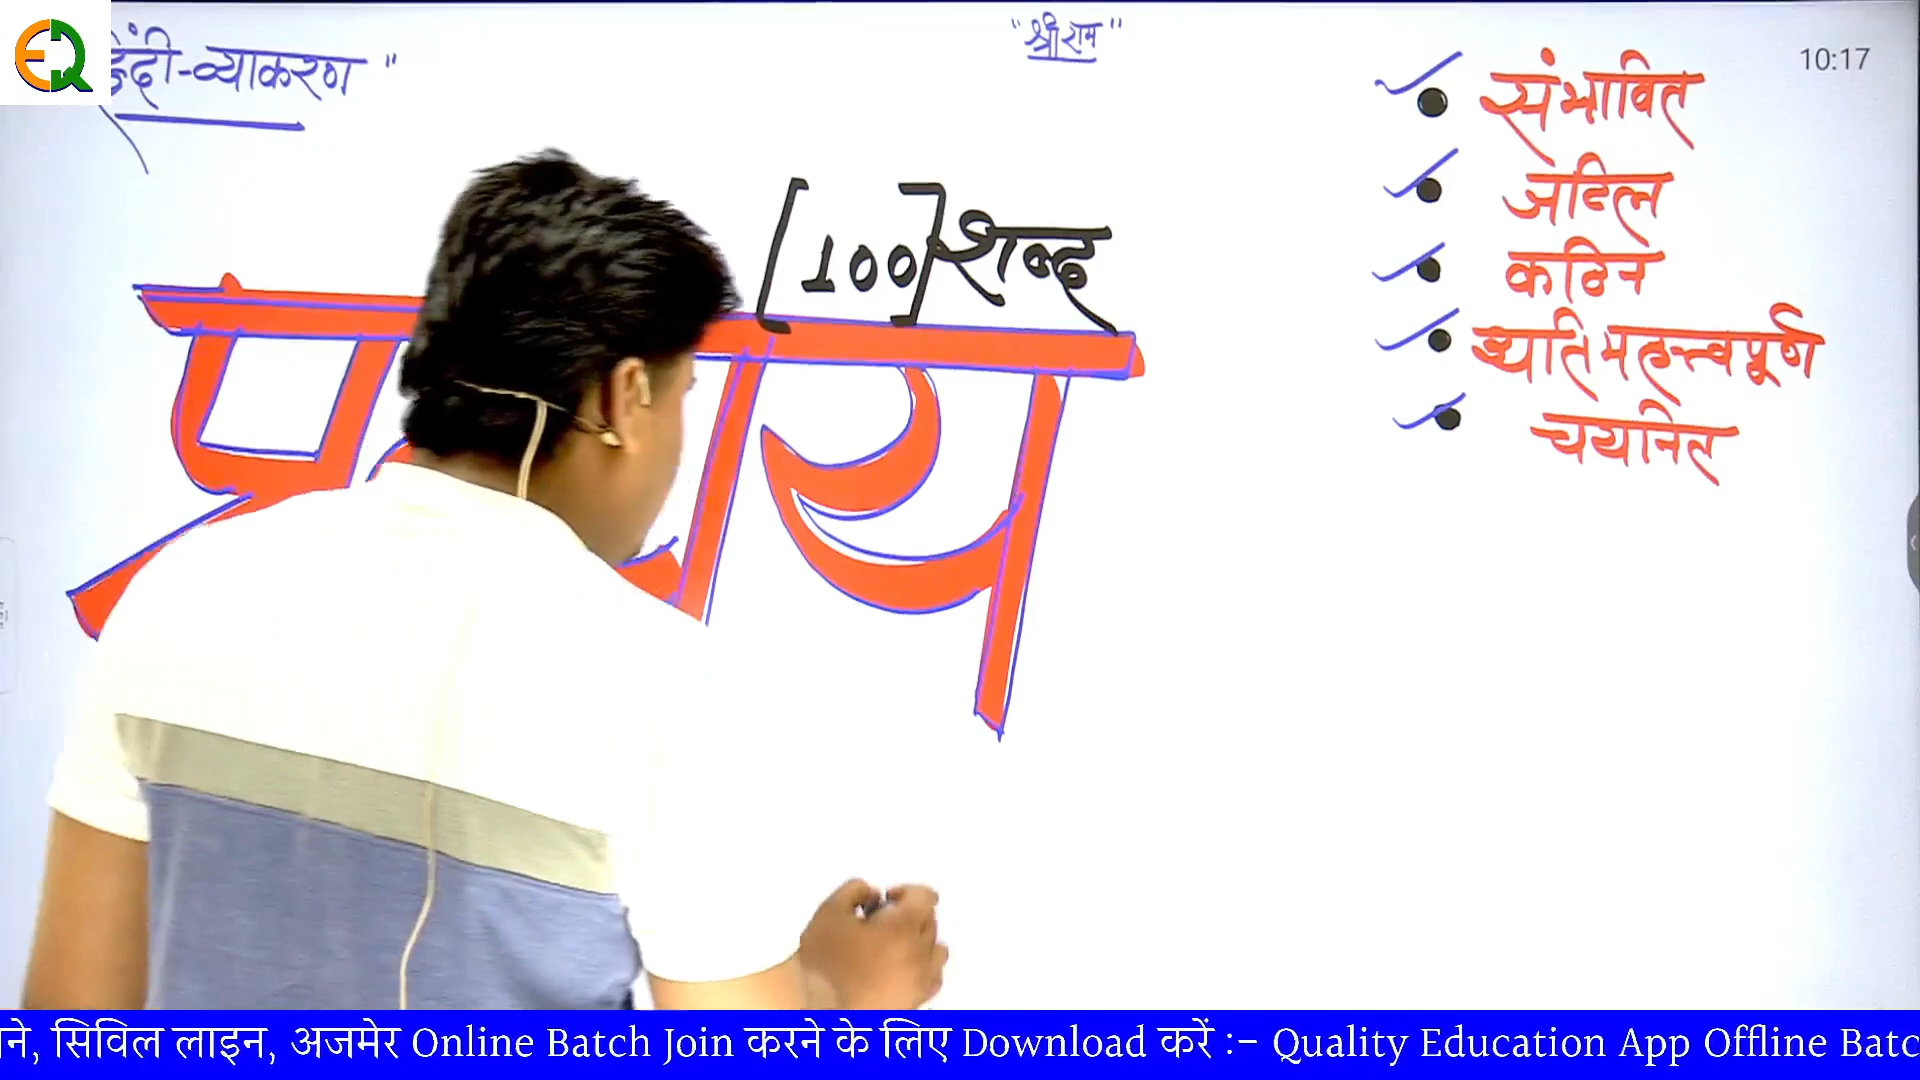 "श्रीराम"
हिंदी-व्याकरण"
10:17
EQ
[100] शब्द
संभावित
जटिल
कठिन
अतिमहत्त्वपूर्ण
चयनित
ने, सिविल लाइन, अजमेर Online Batch Join करने के लिए Download करें :- Quality Education App Offline Batc